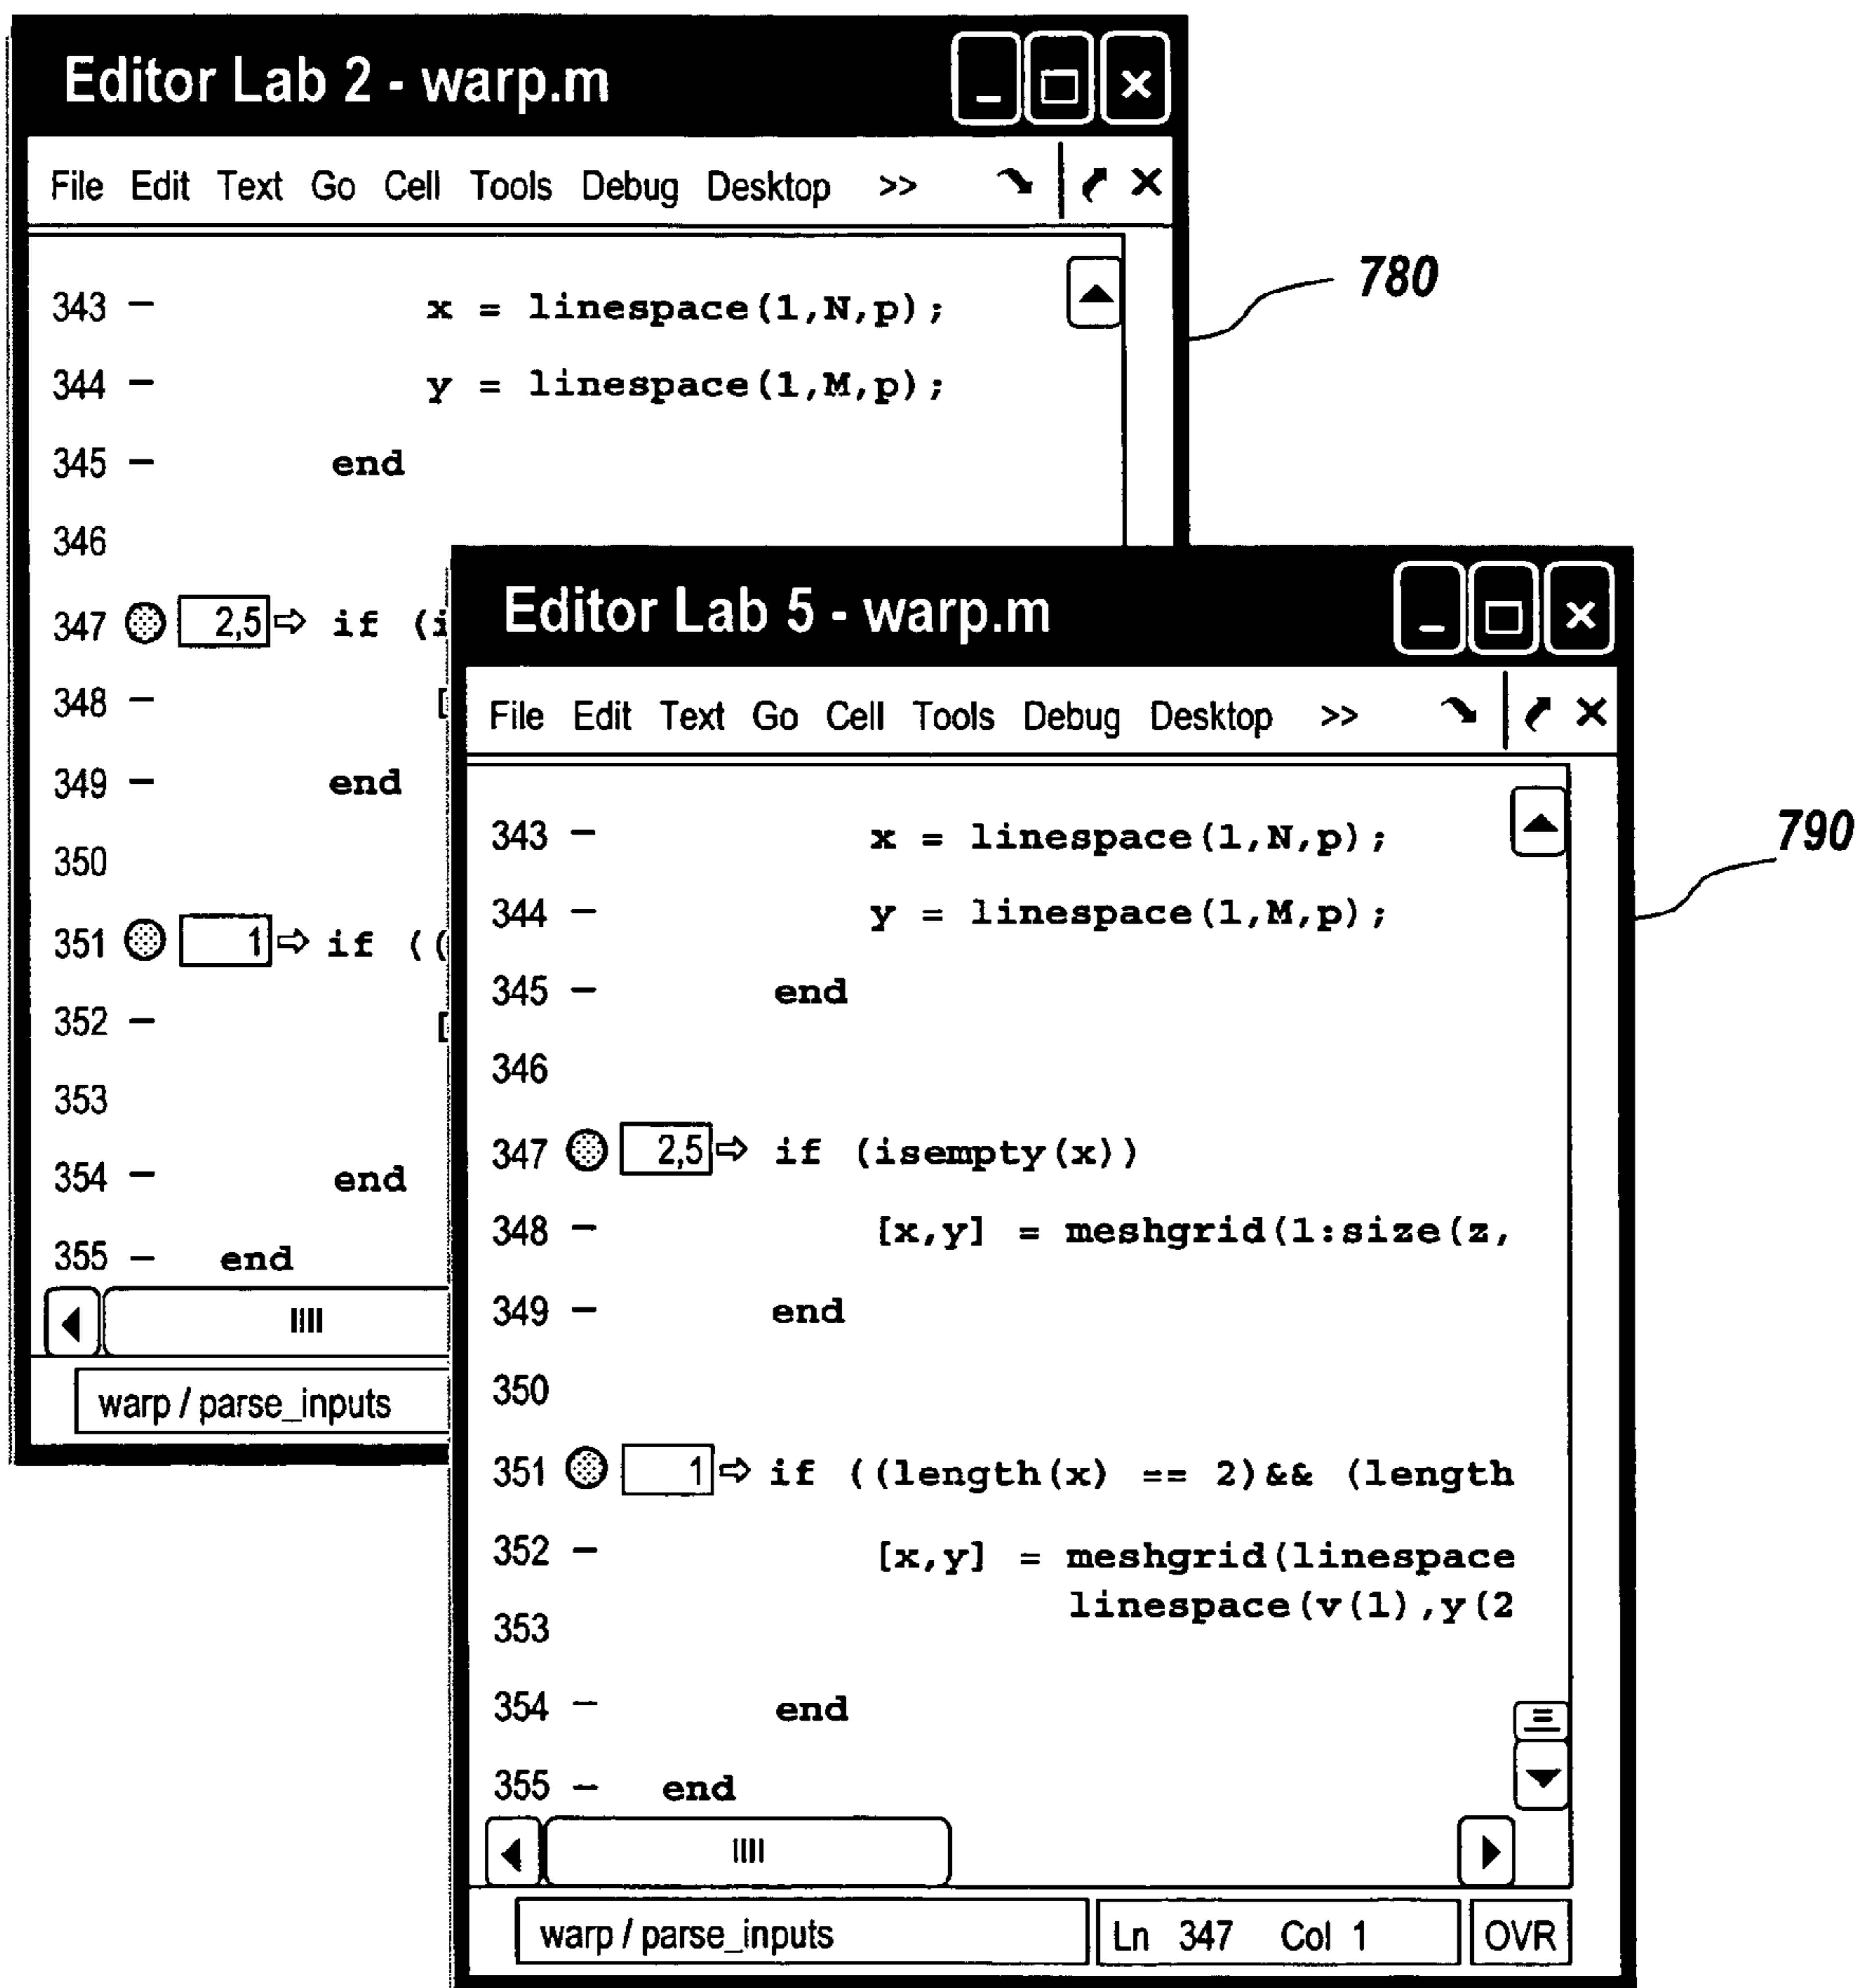 Editor Lab 2 - warp.m
File Edit Text Go Cell Tools Debug Desktop >>
343 – x = linespace(1,N,p);
344 – y = linespace(1,M,p);
345 – end
346
347 2,5 if (i
348 – [
349 – end
350
351 1 if ((
352 – [
353
354 – end
355 – end
warp / parse_inputs
780
Editor Lab 5 - warp.m
File Edit Text Go Cell Tools Debug Desktop >>
343 – x = linespace(1,N,p);
344 – y = linespace(1,M,p);
345 – end
346
347 2,5 if (isempty(x))
348 – [x,y] = meshgrid(1:size(z,
349 – end
350
351 1 if ((length(x) == 2)&& (length
352 – [x,y] = meshgrid(linespace
linespace(v(1),y(2
353
354 – end
355 – end
warp / parse_inputs
Ln 347 Col 1
OVR
790